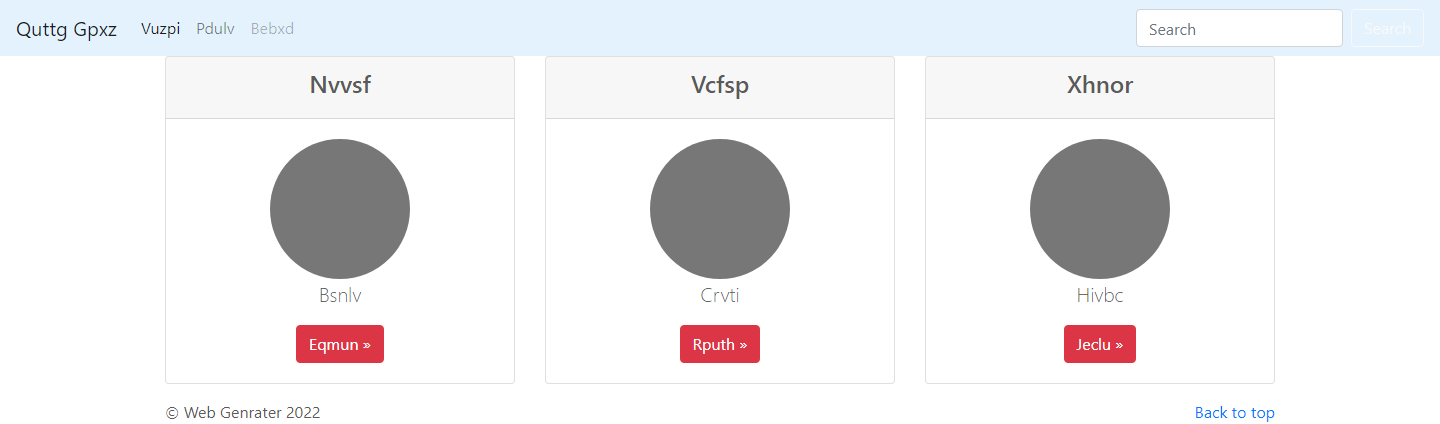 Quttg Gpxz Vuzpi Pdulv Bebxd Search Search
Nvvsf Vcfsp Xhnor
Bsnlv Crvti Hivbc
Eqmun » Rputh » Jeclu »
© Web Genrater 2022 Back to top